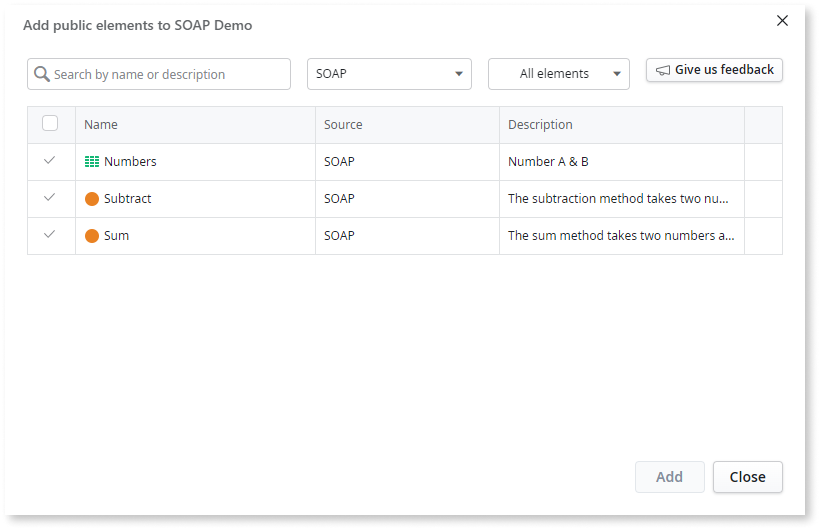 Add public elements to SOAP Demo
Search by name or description SOAP All elements Give us feedback
Name Source Description
Numbers SOAP Number A & B
Subtract SOAP The subtraction method takes two nu...
Sum SOAP The sum method takes two numbers a...
Add Close